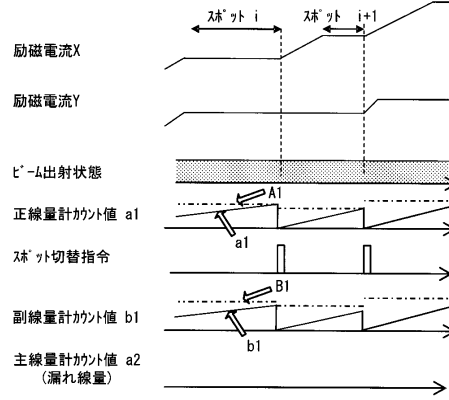 スポット i
スポット i+1
励磁電流X
励磁電流Y
ビーム出射状態
A1
正線量計カウント値 a1
a1
スポット切替指令
B1
副線量計カウント値 b1
b1
主線量計カウント値 a2
(漏れ線量)